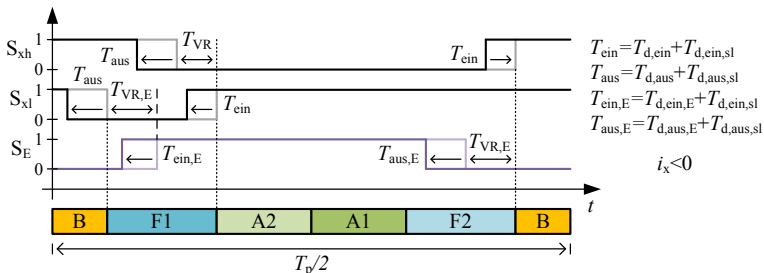 S_xh 1 0 T_aus T_VR T_ein
T_ein=T_d,ein+T_d,ein,sl
T_aus=T_d,aus+T_d,aus,sl
T_ein,E=T_d,ein,E+T_d,ein,sl
T_aus,E=T_d,aus,E+T_d,aus,sl
i_x<0
S_xl 1 0 T_aus T_VR,E T_ein
S_E 1 0 T_ein,E T_aus,E T_VR,E
t
B F1 A2 A1 F2 B
T_p/2